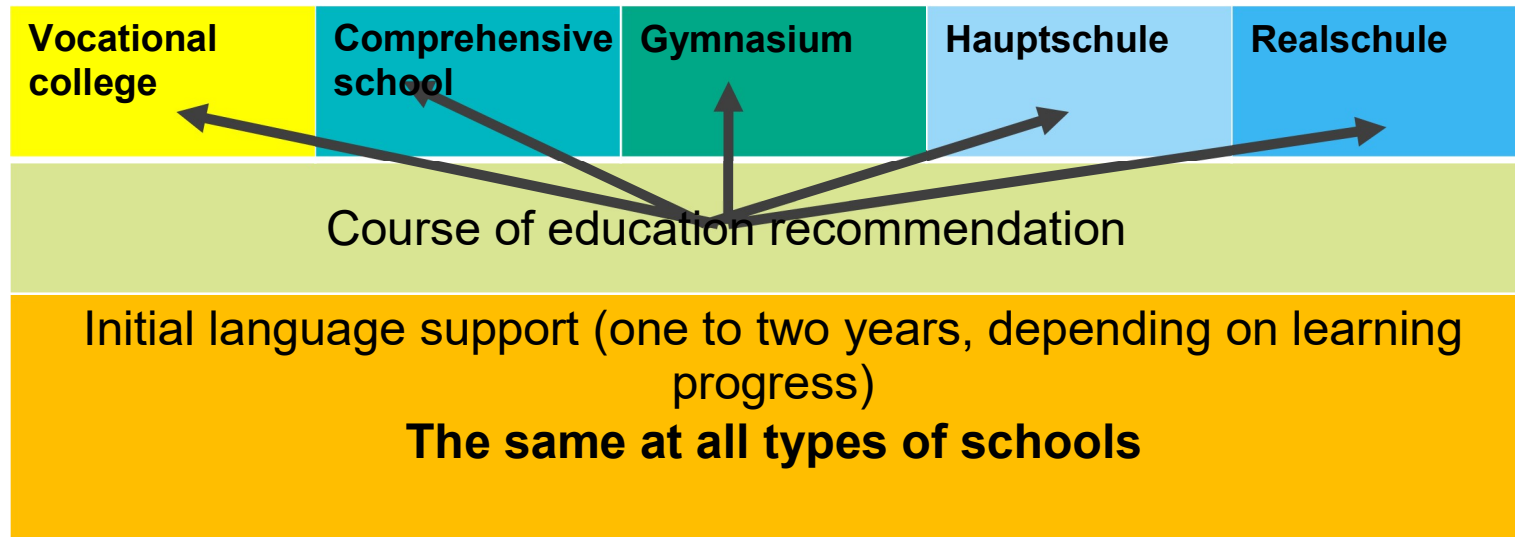 Vocational
college
Comprehensive
school
Gymnasium
Hauptschule
Realschule
Course of education recommendation
Initial language support (one to two years, depending on learning
progress)
The same at all types of schools